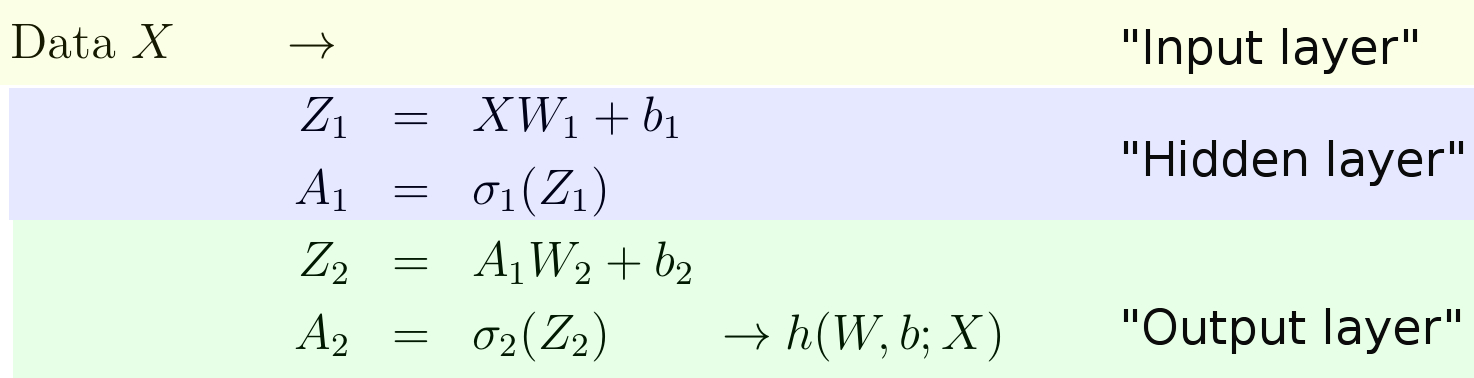 Data X → "Input layer"
Z₁ = XW₁ + b₁
"Hidden layer"
A₁ = σ₁(Z₁)
Z₂ = A₁W₂ + b₂
A₂ = σ₂(Z₂) → h(W, b; X) "Output layer"